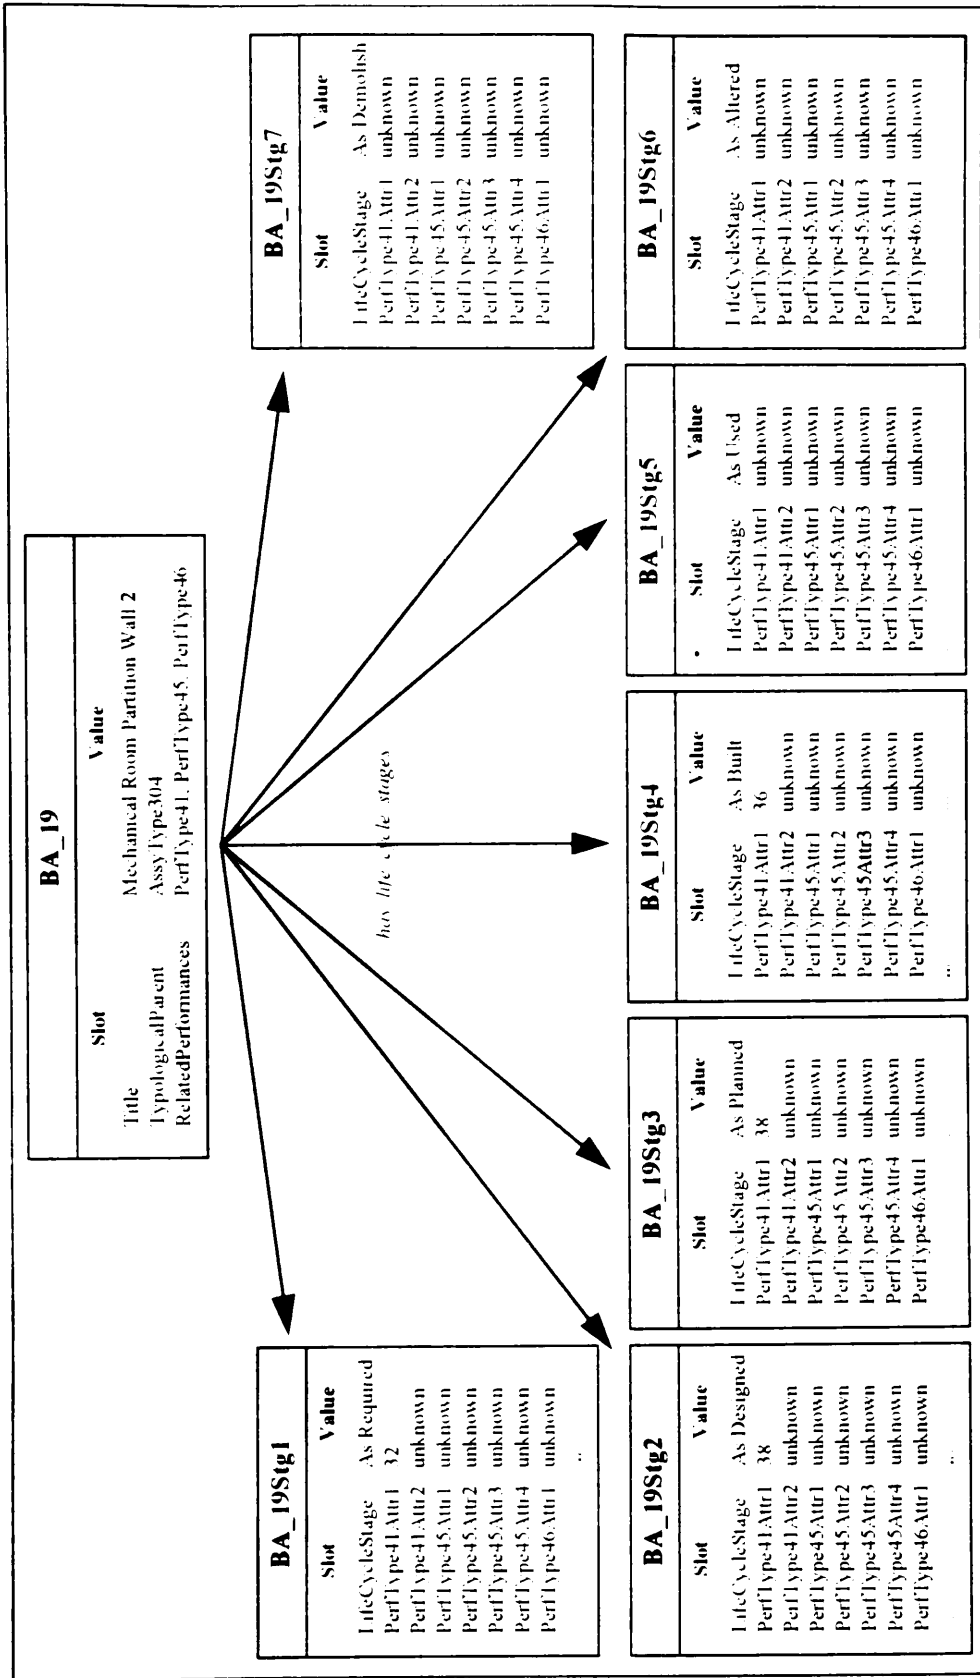 BA_19
Slot Value
Title Mechanical Room Partition Wall 2
TypologicalParent AssyType304
RelatedPerformances PerfType41, PerfType45, PerfType46
has life cycle stages
BA_19Stg1
Slot Value
LifeCycleStage As Required
PerfType41Attr1 32
PerfType41Attr2 unknown
PerfType45Attr1 unknown
PerfType45Attr2 unknown
PerfType45Attr3 unknown
PerfType45Attr4 unknown
PerfType46Attr1 unknown
...
BA_19Stg7
Slot Value
LifeCycleStage As Demolish
PerfType41Attr1 unknown
PerfType41Attr2 unknown
PerfType45Attr1 unknown
PerfType45Attr2 unknown
PerfType45Attr3 unknown
PerfType45Attr4 unknown
PerfType46Attr1 unknown
BA_19Stg2
Slot Value
LifeCycleStage As Designed
PerfType41Attr1 38
PerfType41Attr2 unknown
PerfType45Attr1 unknown
PerfType45Attr2 unknown
PerfType45Attr3 unknown
PerfType45Attr4 unknown
PerfType46Attr1 unknown
...
BA_19Stg3
Slot Value
LifeCycleStage As Planned
PerfType41Attr1 38
PerfType41Attr2 unknown
PerfType45Attr1 unknown
PerfType45Attr2 unknown
PerfType45Attr3 unknown
PerfType45Attr4 unknown
PerfType46Attr1 unknown
BA_19Stg4
Slot Value
LifeCycleStage As Built
PerfType41Attr1 36
PerfType41Attr2 unknown
PerfType45Attr1 unknown
PerfType45Attr2 unknown
PerfType45Attr3 unknown
PerfType45Attr4 unknown
PerfType46Attr1 unknown
...
BA_19Stg5
Slot Value
LifeCycleStage As Used
PerfType41Attr1 unknown
PerfType41Attr2 unknown
PerfType45Attr1 unknown
PerfType45Attr2 unknown
PerfType45Attr3 unknown
PerfType45Attr4 unknown
PerfType46Attr1 unknown
BA_19Stg6
Slot Value
LifeCycleStage As Altered
PerfType41Attr1 unknown
PerfType41Attr2 unknown
PerfType45Attr1 unknown
PerfType45Attr2 unknown
PerfType45Attr3 unknown
PerfType45Attr4 unknown
PerfType46Attr1 unknown